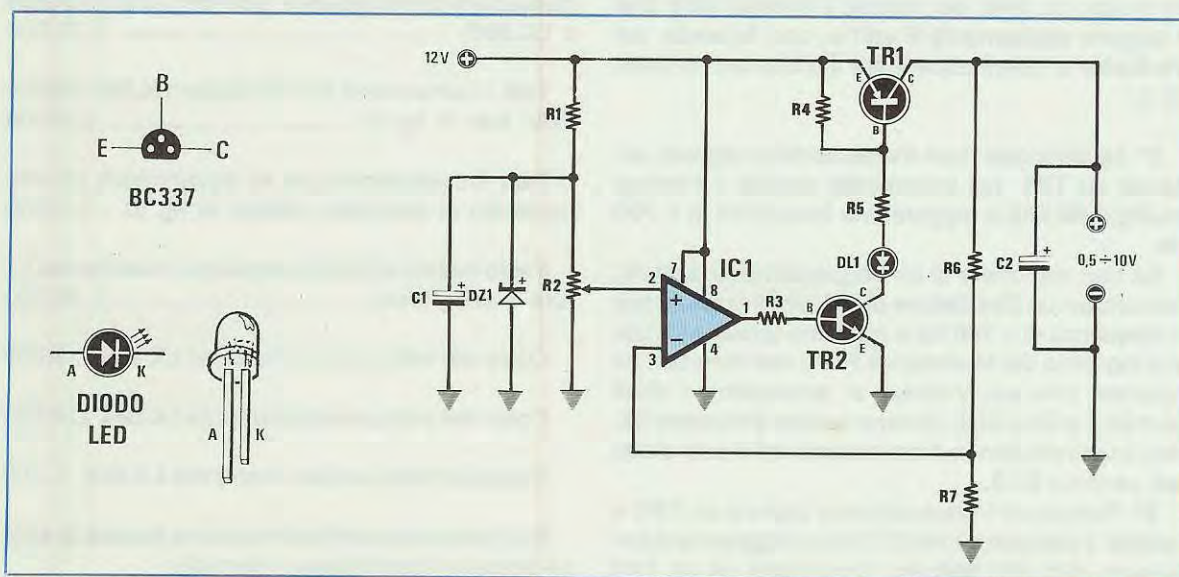 B
E
C
BC337
A
K
DIODO
LED
A
K
12V +
R1
C1
+
DZ1
+
R2
2
+
7
IC1
8
1
3
−
4
R3
R4
E
TR1
C
B
R5
DL1
B
C
E
TR2
R6
C2
+
+
0,5÷10V
−
R7